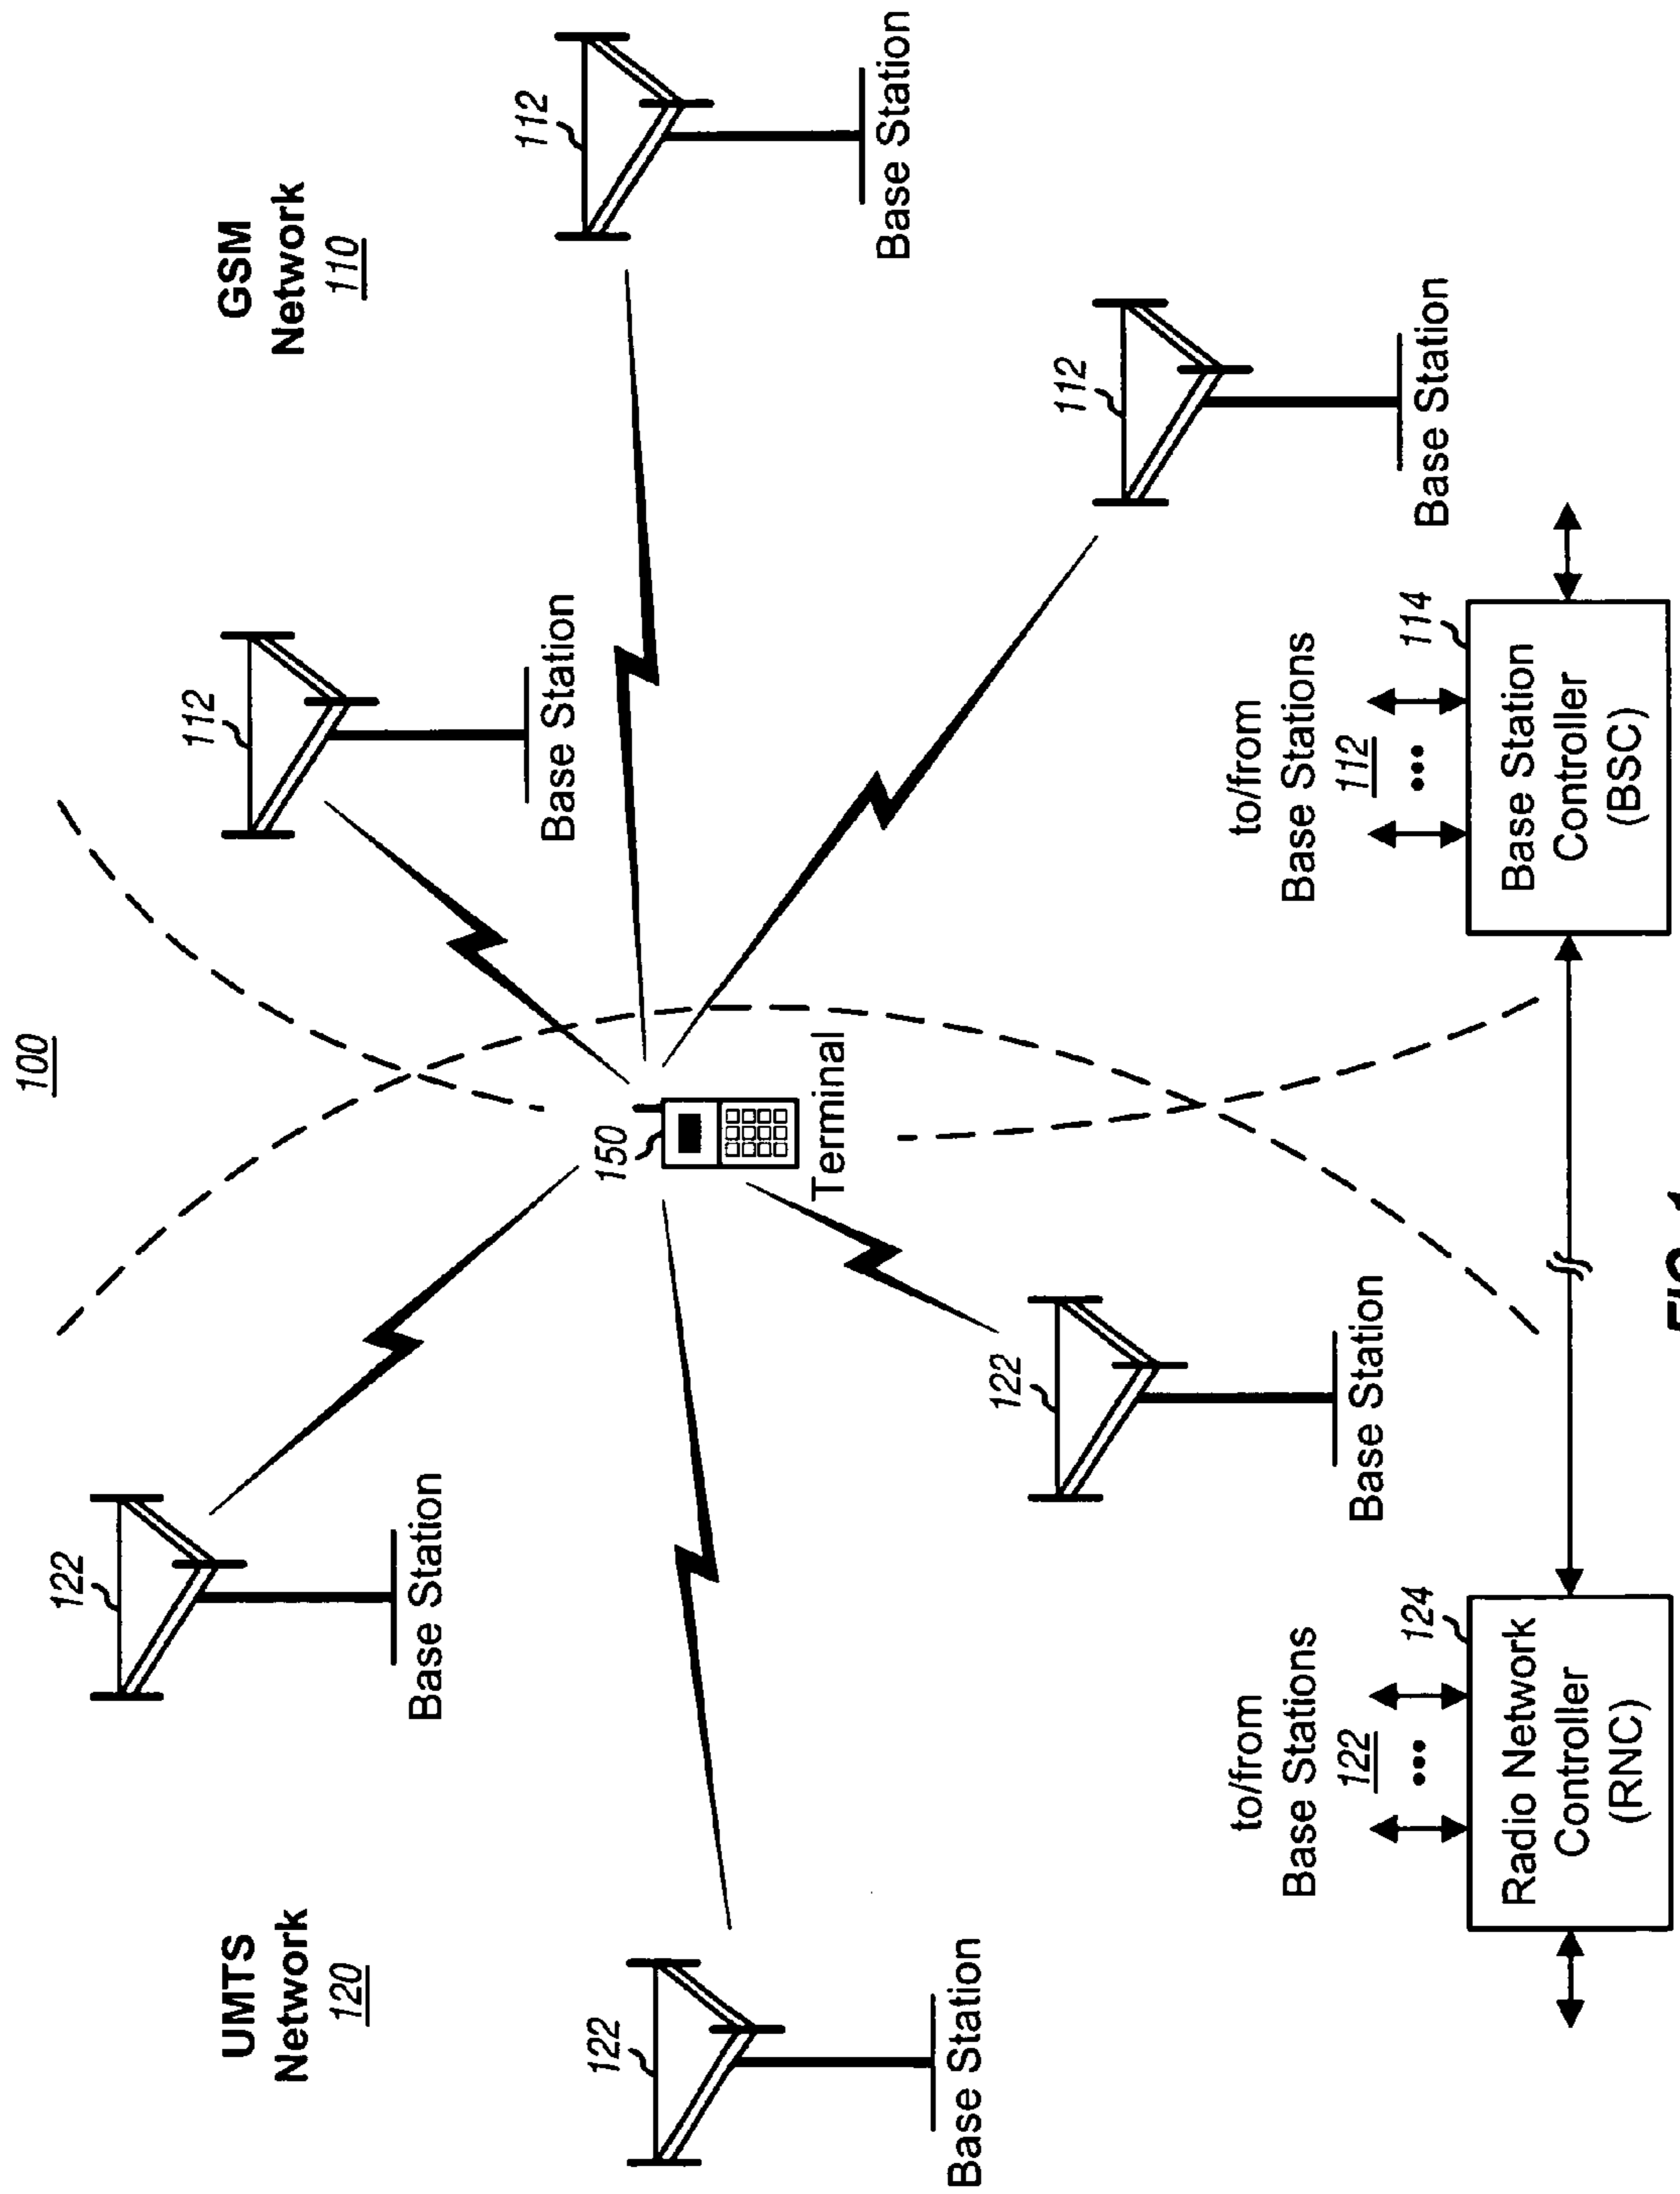 100
UMTS
Network
120
GSM
Network
110
122
Base Station
112
Base Station
122
Base Station
112
Base Station
150
Terminal
122
Base Station
112
Base Station
to/from
Base Stations
122
•••
124
Radio Network
Controller
(RNC)
to/from
Base Stations
112
•••
114
Base Station
Controller
(BSC)
FIG. 1